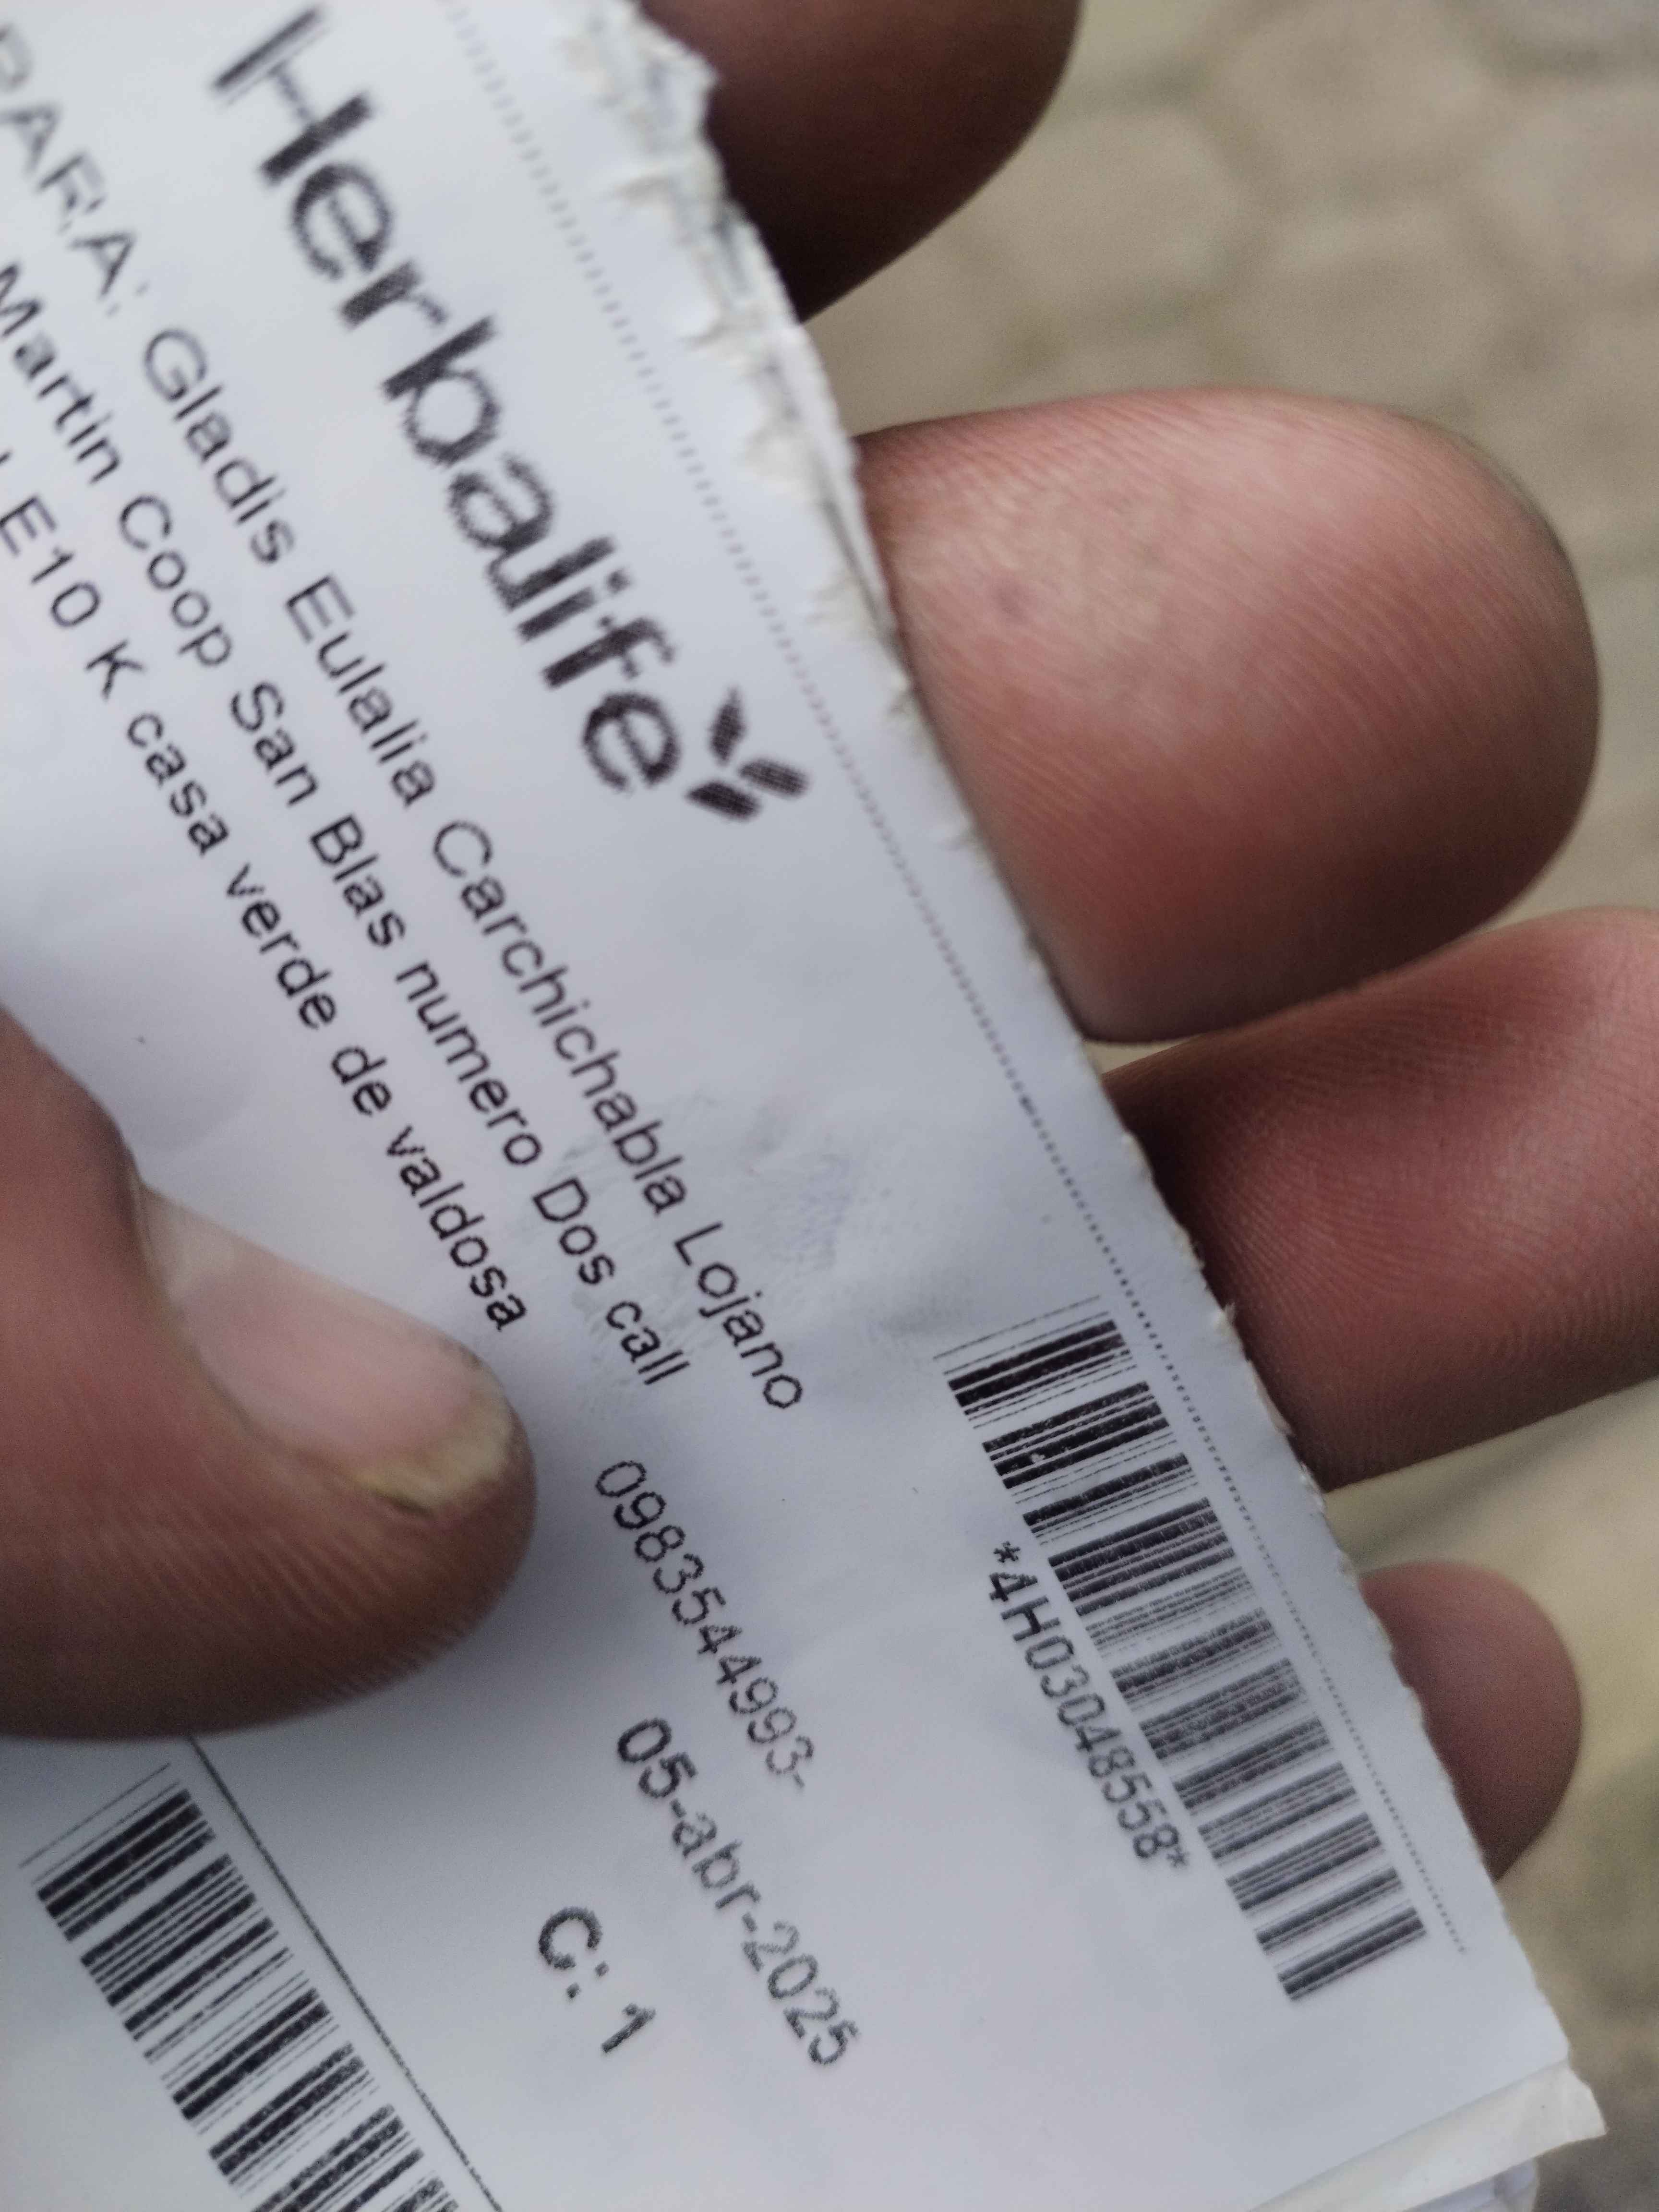 Herbalife
*4H03048558*
PARA: Gladis Eulalia Carchichabla Lojano
0983544993-
Martin Coop San Blas numero Dos call
05-abr-2025
E10 K casa verde de valdosa
C: 1